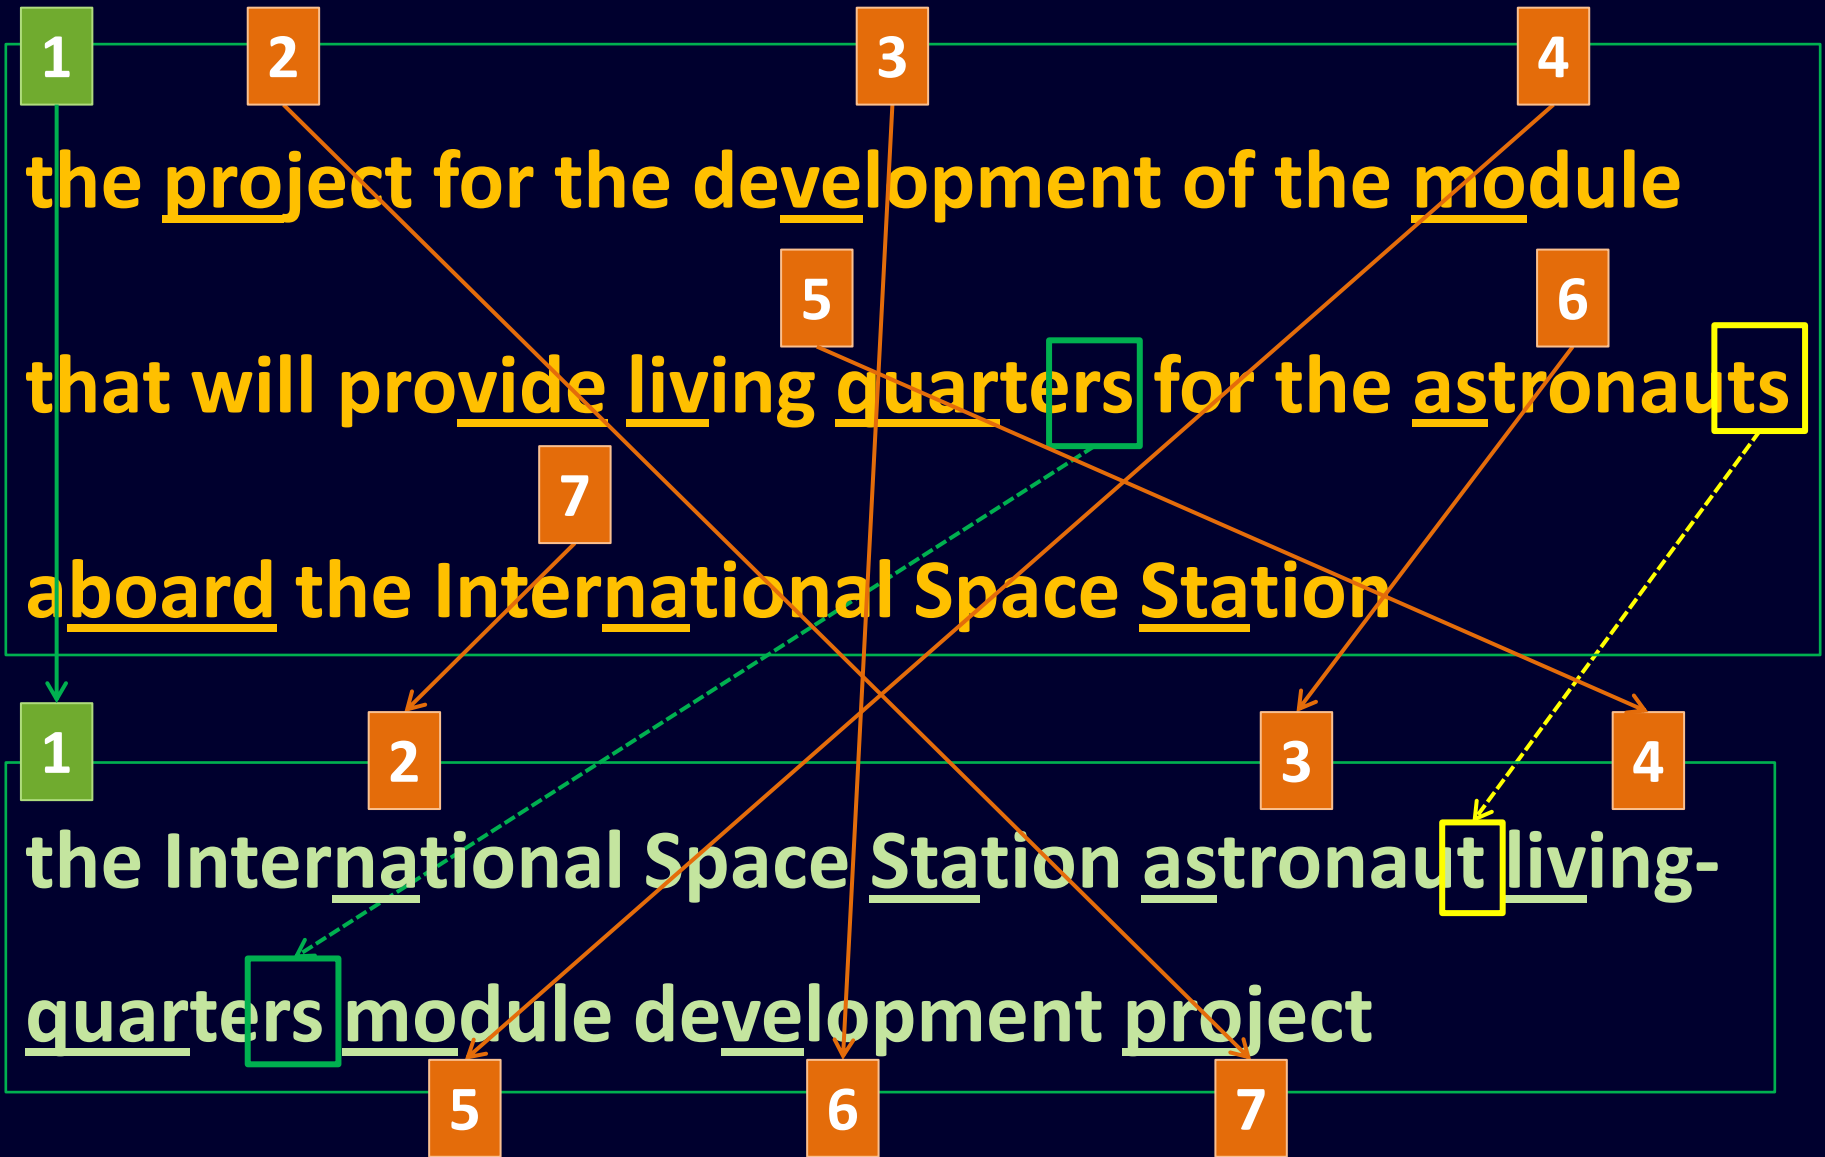 1 2 3 4
the project for the development of the module
5 6
that will provide living quarters for the astronauts
7
aboard the International Space Station
1 2 3 4
the International Space Station astronaut living-
quarters module development project
5 6 7